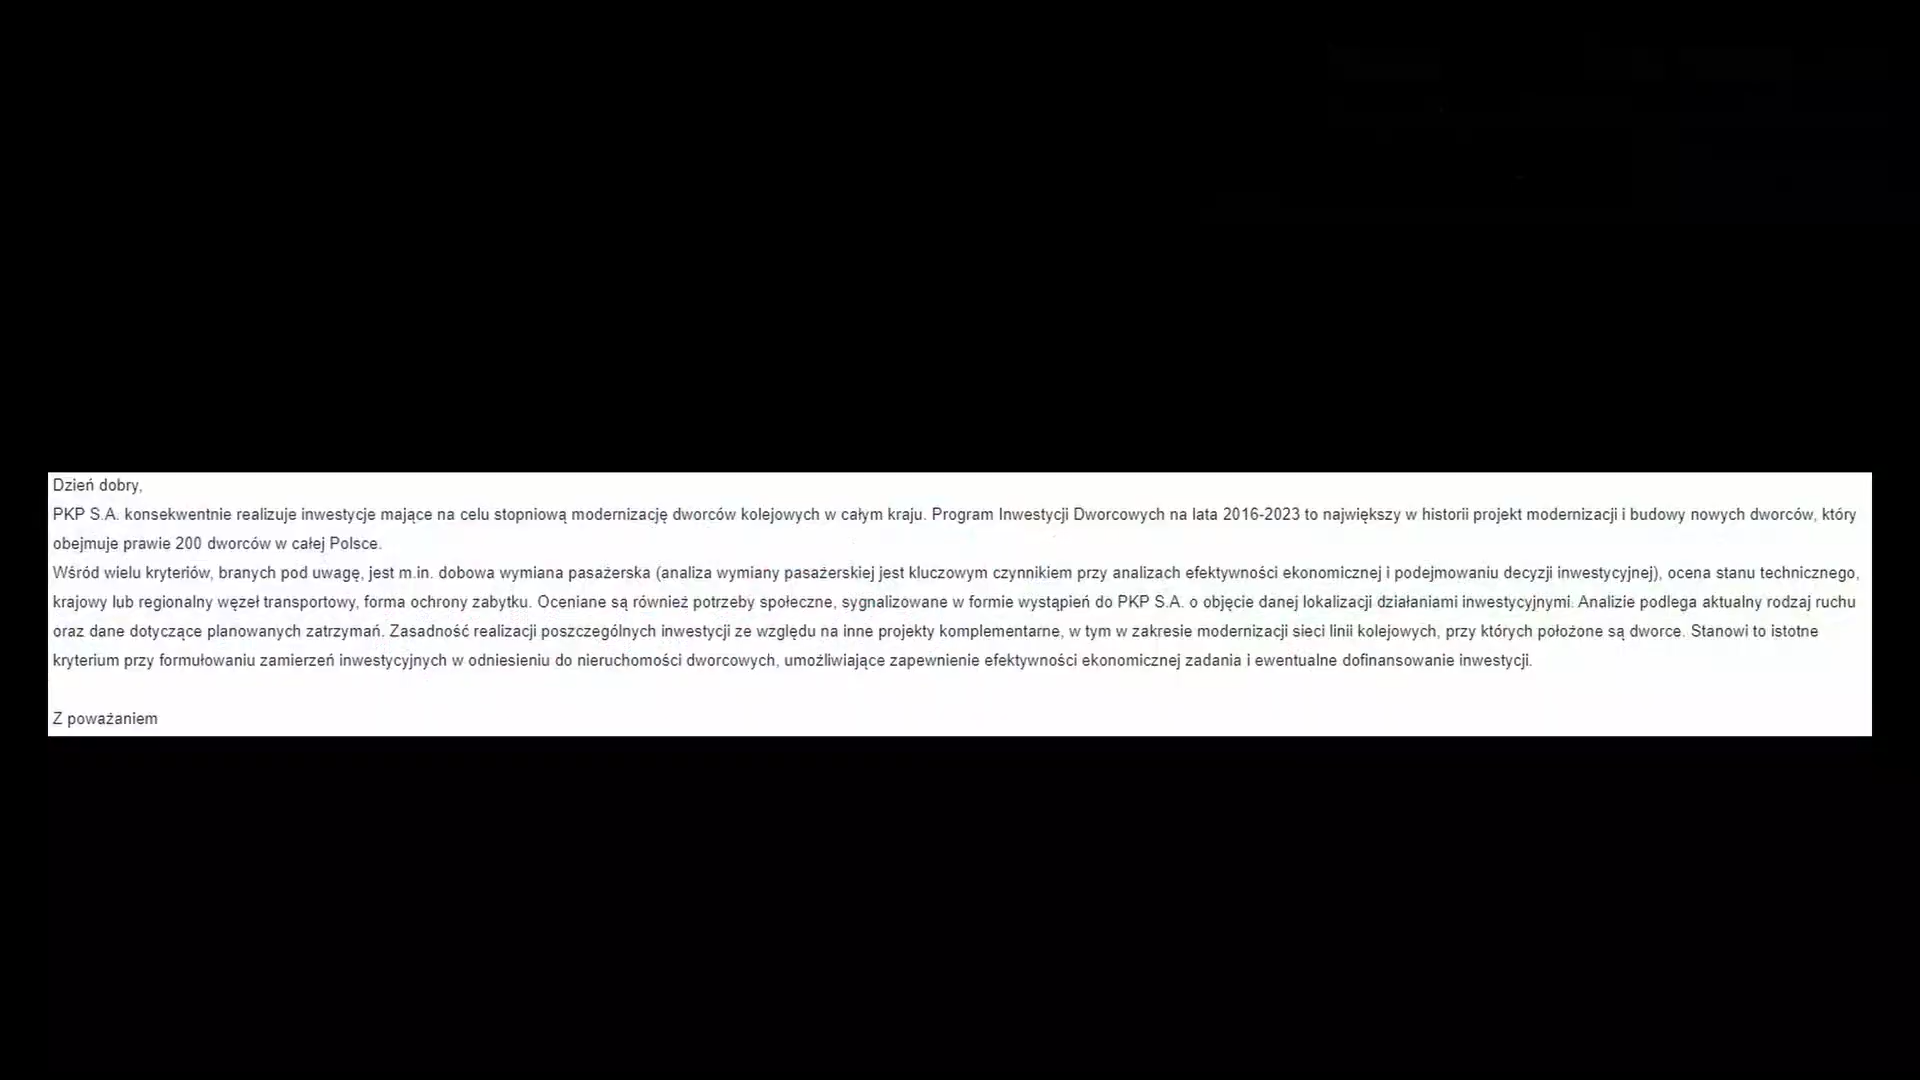 Dzień dobry,
PKP S.A. konsekwentnie realizuje inwestycje mające na celu stopniową modernizację dworców kolejowych w całym kraju. Program Inwestycji Dworcowych na lata 2016-2023 to największy w historii projekt modernizacji i budowy nowych dworców, który
obejmuje prawie 200 dworców w całej Polsce.
Wśród wielu kryteriów, branych pod uwagę, jest m.in. dobowa wymiana pasażerska (analiza wymiany pasażerskiej jest kluczowym czynnikiem przy analizach efektywności ekonomicznej i podejmowaniu decyzji inwestycyjnej), ocena stanu technicznego,
krajowy lub regionalny węzeł transportowy, forma ochrony zabytku. Oceniane są również potrzeby społeczne, sygnalizowane w formie wystąpień do PKP S.A. o objęcie danej lokalizacji działaniami inwestycyjnymi. Analizie podlega aktualny rodzaj ruchu
oraz dane dotyczące planowanych zatrzymań. Zasadność realizacji poszczególnych inwestycji ze względu na inne projekty komplementarne, w tym w zakresie modernizacji sieci linii kolejowych, przy których położone są dworce. Stanowi to istotne
kryterium przy formułowaniu zamierzeń inwestycyjnych w odniesieniu do nieruchomości dworcowych, umożliwiające zapewnienie efektywności ekonomicznej zadania i ewentualne dofinansowanie inwestycji.
Z poważaniem